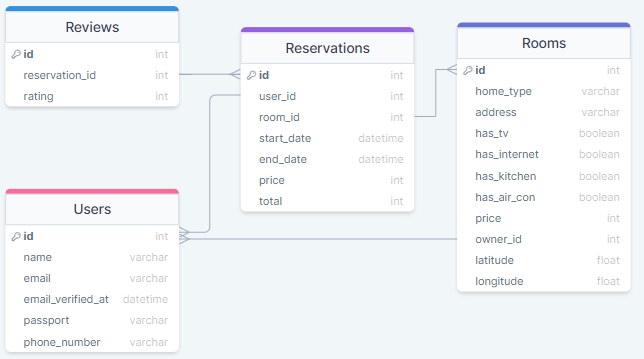 Reviews
id int
reservation_id int
rating int
Reservations
id int
user_id int
room_id int
start_date datetime
end_date datetime
price int
total int
Rooms
id int
home_type varchar
address varchar
has_tv boolean
has_internet boolean
has_kitchen boolean
has_air_con boolean
price int
owner_id int
latitude float
longitude float
Users
id int
name varchar
email varchar
email_verified_at datetime
passport varchar
phone_number varchar